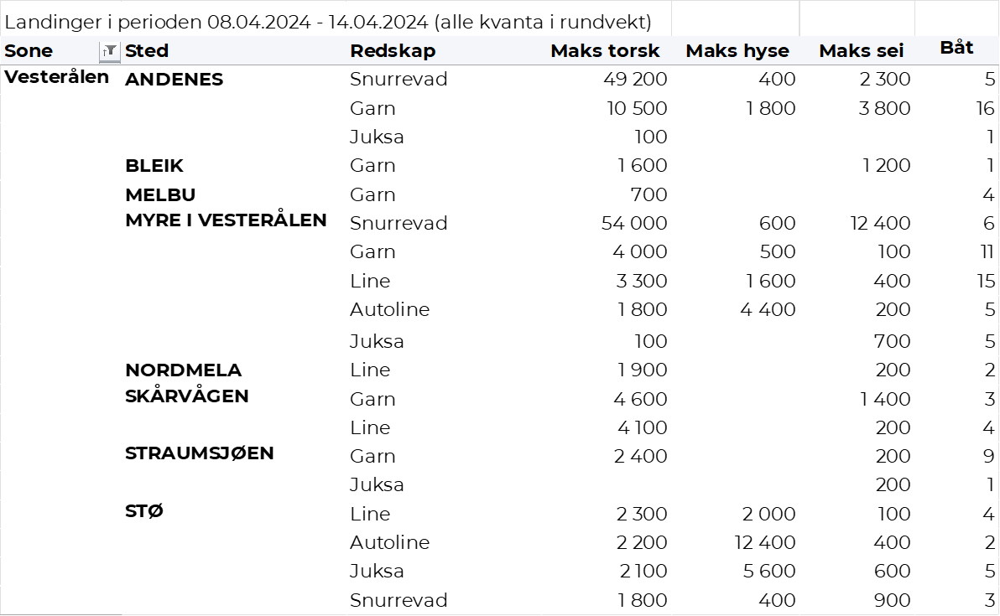 Landinger i perioden 08.04.2024 - 14.04.2024 (alle kvanta i rundvekt)
Sone Sted Redskap Maks torsk Maks hyse Maks sei Båt
Vesterålen ANDENES Snurrevad 49 200 400 2 300 5
Garn 10 500 1 800 3 800 16
Juksa 100 1
BLEIK Garn 1 600 1 200 1
MELBU Garn 700 4
MYRE I VESTERÅLEN Snurrevad 54 000 600 12 400 6
Garn 4 000 500 100 11
Line 3 300 1 600 400 15
Autoline 1 800 4 400 200 5
Juksa 100 700 5
NORDMELA Line 1 900 200 2
SKÅRVÅGEN Garn 4 600 1 400 3
Line 4 100 200 4
STRAUMSJØEN Garn 2 400 200 9
Juksa 200 1
STØ Line 2 300 2 000 100 4
Autoline 2 200 12 400 400 2
Juksa 2 100 5 600 600 5
Snurrevad 1 800 400 900 3